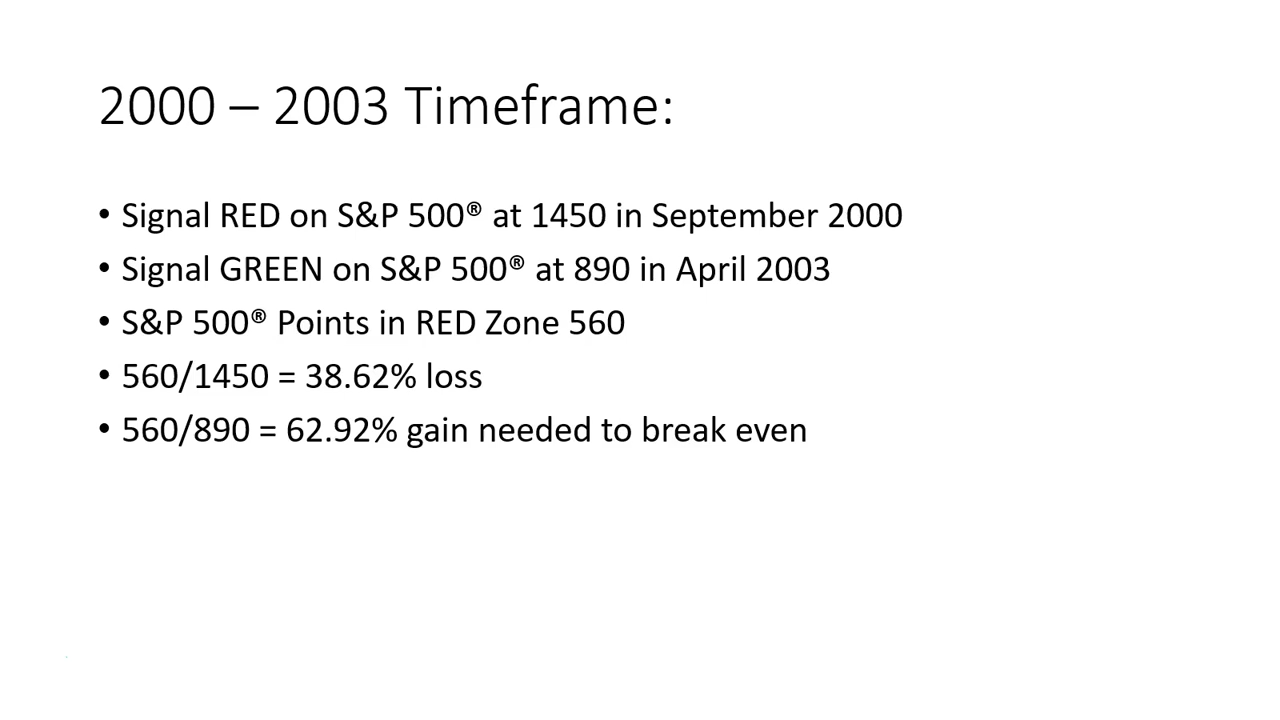 2000 – 2003 Timeframe:
• Signal RED on S&P 500® at 1450 in September 2000
• Signal GREEN on S&P 500® at 890 in April 2003
• S&P 500® Points in RED Zone 560
• 560/1450 = 38.62% loss
• 560/890 = 62.92% gain needed to break even